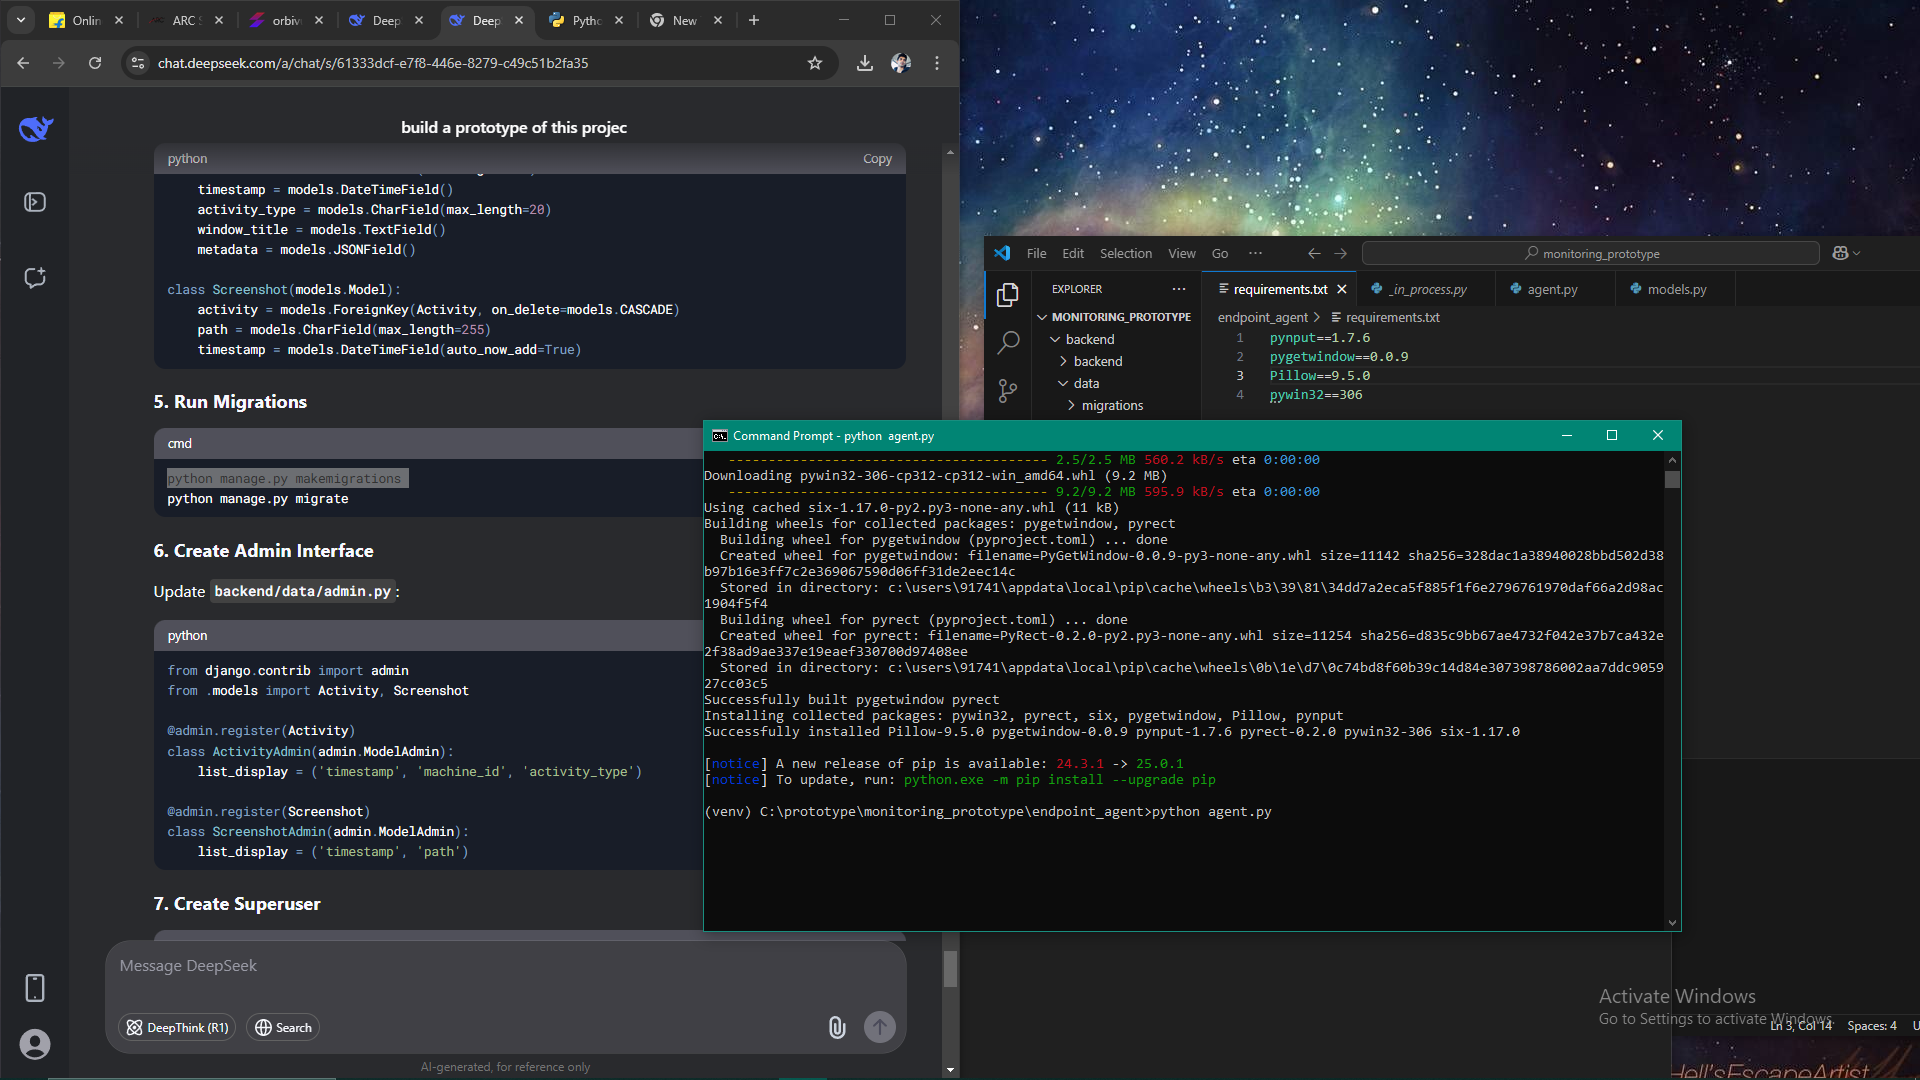 Onlin
ARC S
orbiv
Deep
Deep
Pytho
New
chat.deepseek.com/a/chat/s/61333dcf-e7f8-446e-8279-c49c51b2fa35
build a prototype of this projec
python
Copy
timestamp = models.DateTimeField()
activity_type = models.CharField(max_length=20)
window_title = models.TextField()
metadata = models.JSONField()
class Screenshot(models.Model):
activity = models.ForeignKey(Activity, on_delete=models.CASCADE)
path = models.CharField(max_length=255)
timestamp = models.DateTimeField(auto_now_add=True)
5. Run Migrations
cmd
python manage.py makemigrations
python manage.py migrate
6. Create Admin Interface
Update backend/data/admin.py:
python
from django.contrib import admin
from .models import Activity, Screenshot
@admin.register(Activity)
class ActivityAdmin(admin.ModelAdmin):
list_display = ('timestamp', 'machine_id', 'activity_type')
@admin.register(Screenshot)
class ScreenshotAdmin(admin.ModelAdmin):
list_display = ('timestamp', 'path')
7. Create Superuser
Message DeepSeek
DeepThink (R1)
Search
AI-generated, for reference only
File Edit Selection View Go ···
monitoring_prototype
EXPLORER
MONITORING_PROTOTYPE
backend
backend
data
migrations
requirements.txt
_in_process.py
agent.py
models.py
endpoint_agent > requirements.txt
1 pynput==1.7.6
2 pygetwindow==0.0.9
3 Pillow==9.5.0
4 pywin32==306
Command Prompt - python agent.py
---------------------------------------- 2.5/2.5 MB 560.2 kB/s eta 0:00:00
Downloading pywin32-306-cp312-cp312-win_amd64.whl (9.2 MB)
---------------------------------------- 9.2/9.2 MB 595.9 kB/s eta 0:00:00
Using cached six-1.17.0-py2.py3-none-any.whl (11 kB)
Building wheels for collected packages: pygetwindow, pyrect
Building wheel for pygetwindow (pyproject.toml) ... done
Created wheel for pygetwindow: filename=PyGetWindow-0.0.9-py3-none-any.whl size=11142 sha256=328dac1a38940028bbd502d38
b97b16e3ff7c2e369067590d06ff31de2eec14c
Stored in directory: c:\users\91741\appdata\local\pip\cache\wheels\b3\39\81\34dd7a2eca5f885f1f6e2796761970daf66a2d98ac
1904f5f4
Building wheel for pyrect (pyproject.toml) ... done
Created wheel for pyrect: filename=PyRect-0.2.0-py2.py3-none-any.whl size=11254 sha256=d835c9bb67ae4732f042e37b7ca432e
2f38ad9ae337e19eaef330700d97408ee
Stored in directory: c:\users\91741\appdata\local\pip\cache\wheels\0b\1e\d7\0c74bd8f60b39c14d84e307398786002aa7ddc9059
27cc03c5
Successfully built pygetwindow pyrect
Installing collected packages: pywin32, pyrect, six, pygetwindow, Pillow, pynput
Successfully installed Pillow-9.5.0 pygetwindow-0.0.9 pynput-1.7.6 pyrect-0.2.0 pywin32-306 six-1.17.0
[notice] A new release of pip is available: 24.3.1 -> 25.0.1
[notice] To update, run: python.exe -m pip install --upgrade pip
(venv) C:\prototype\monitoring_prototype\endpoint_agent>python agent.py
Activate Windows
Go to Settings to activate Windows.
Ln 3, Col 14 Spaces: 4 U
Hell'sEscapeArtist